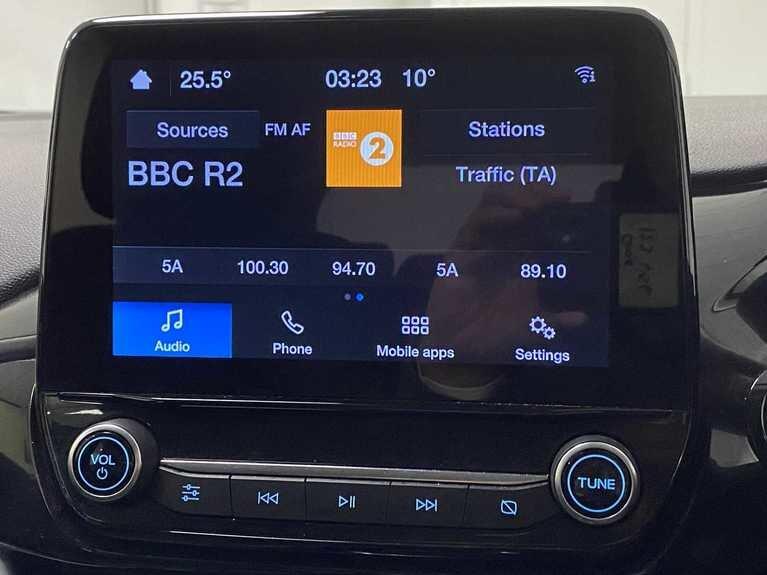 25.5° 03:23 10°
Sources FM AF BBC RADIO 2 Stations
BBC R2 Traffic (TA)
5A 100.30 94.70 5A 89.10
Audio Phone Mobile apps Settings
VOL TUNE